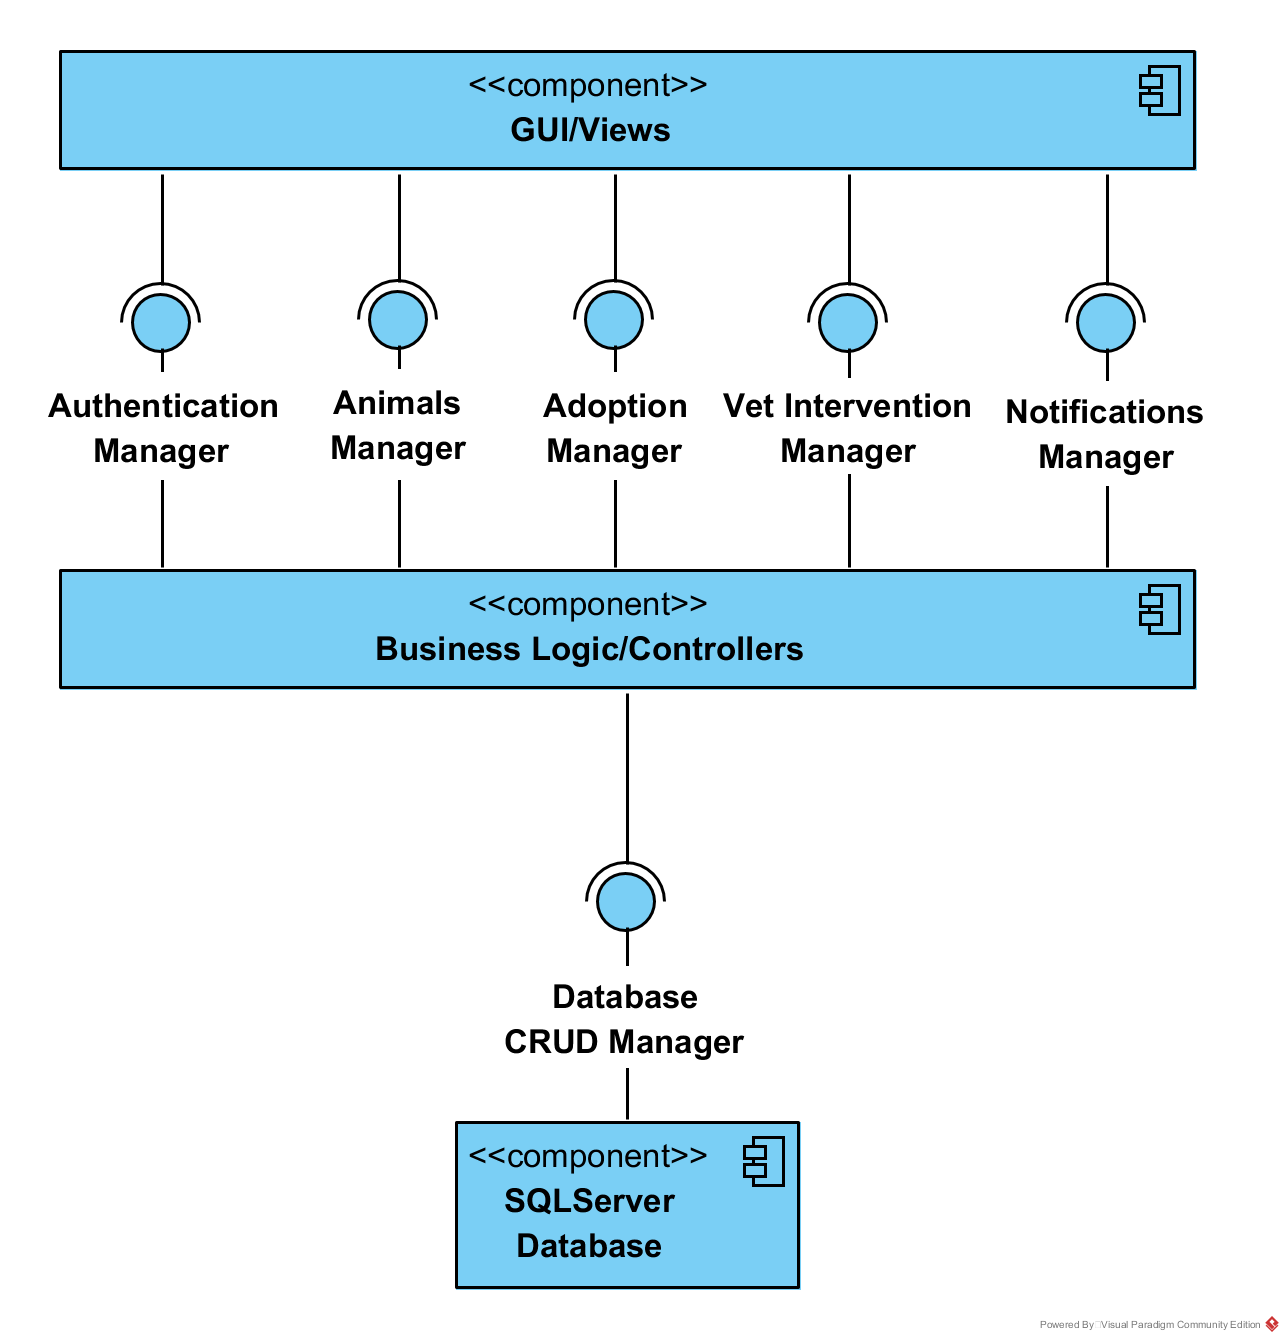 <<component>>
GUI/Views
Authentication
Manager
Animals
Manager
Adoption
Manager
Vet Intervention
Manager
Notifications
Manager
<<component>>
Business Logic/Controllers
Database
CRUD Manager
<<component>>
SQLServer
Database
Powered By Visual Paradigm Community Edition